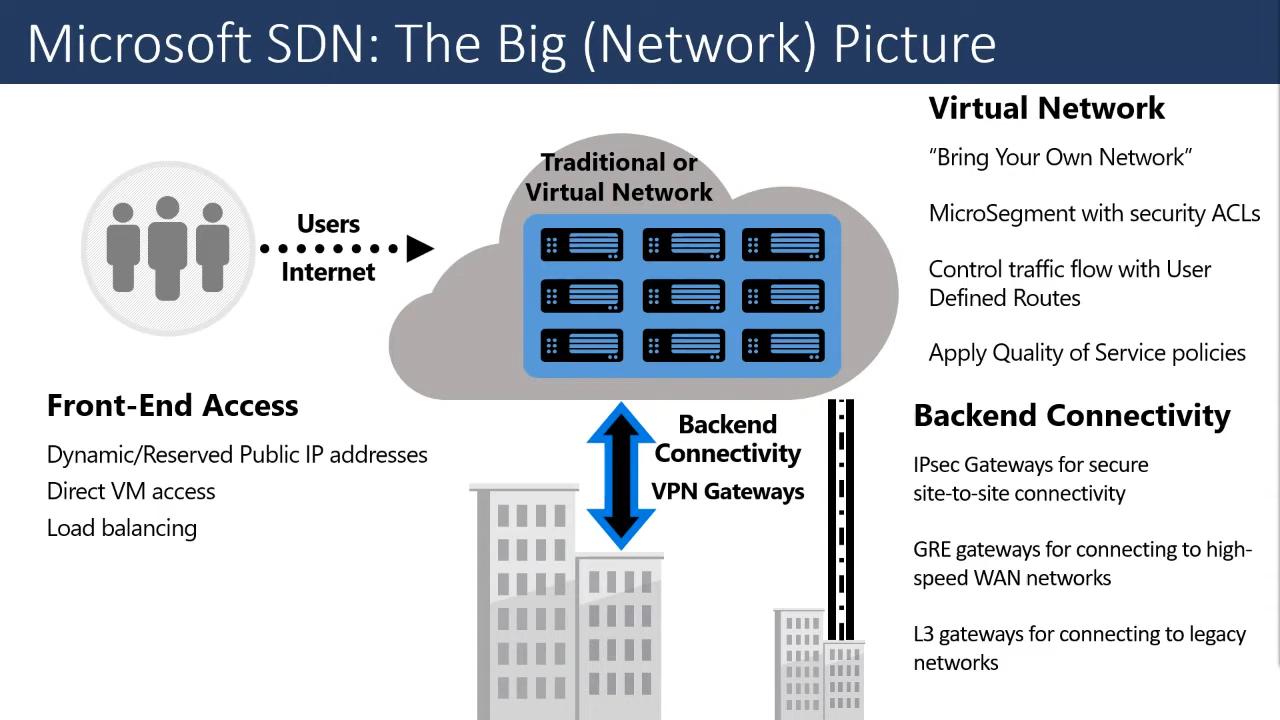 Microsoft SDN: The Big (Network) Picture
Traditional or
Virtual Network
Users
Internet
Front-End Access
Dynamic/Reserved Public IP addresses
Direct VM access
Load balancing
Backend
Connectivity
VPN Gateways
Virtual Network
“Bring Your Own Network”
MicroSegment with security ACLs
Control traffic flow with User
Defined Routes
Apply Quality of Service policies
Backend Connectivity
IPsec Gateways for secure
site-to-site connectivity
GRE gateways for connecting to high-
speed WAN networks
L3 gateways for connecting to legacy
networks